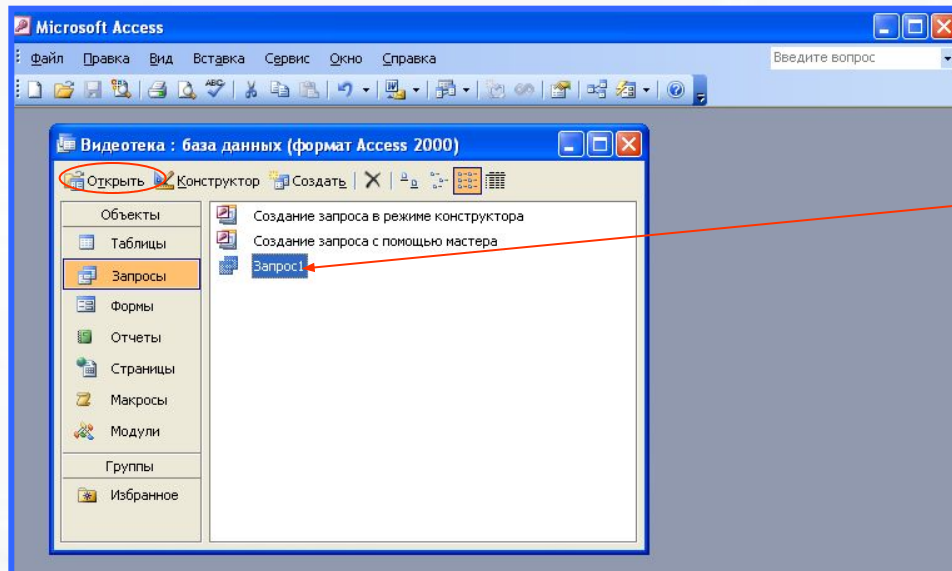 Microsoft Access
Файл Правка Вид Вставка Сервис Окно Справка Введите вопрос
Видеотека : база данных (формат Access 2000)
Открыть Конструктор Создать
Объекты
Таблицы
Запросы
Формы
Отчеты
Страницы
Макросы
Модули
Группы
Избранное
Создание запроса в режиме конструктора
Создание запроса с помощью мастера
Запрос1